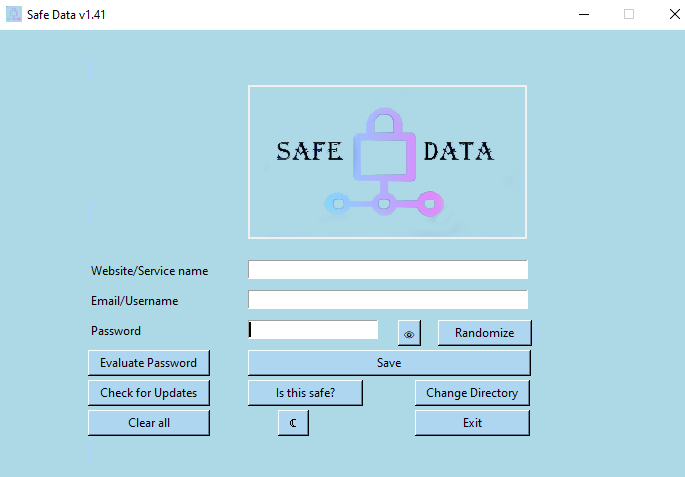 Safe Data v1.41
SAFE DATA
Website/Service name
Email/Username
Password
Randomize
Evaluate Password
Save
Check for Updates
Is this safe?
Change Directory
Clear all
Exit